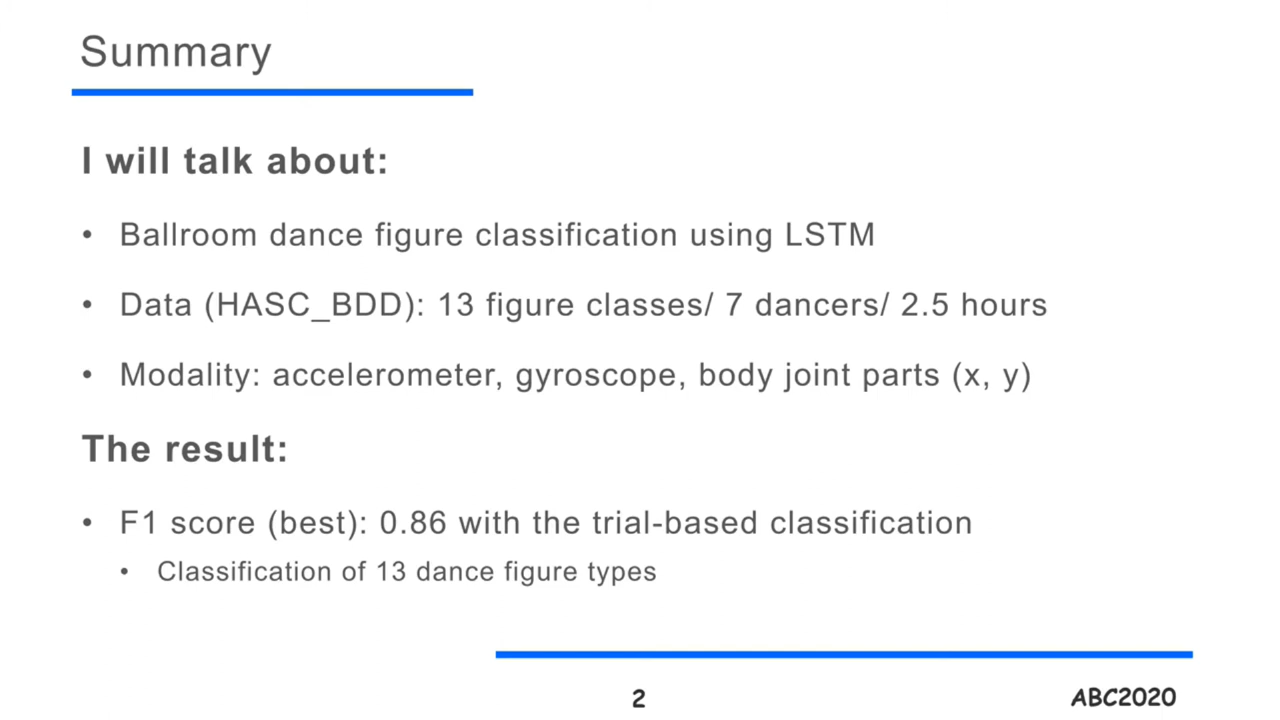 Summary
I will talk about:
• Ballroom dance figure classification using LSTM
• Data (HASC_BDD): 13 figure classes/ 7 dancers/ 2.5 hours
• Modality: accelerometer, gyroscope, body joint parts (x, y)
The result:
• F1 score (best): 0.86 with the trial-based classification
• Classification of 13 dance figure types
2
ABC2020